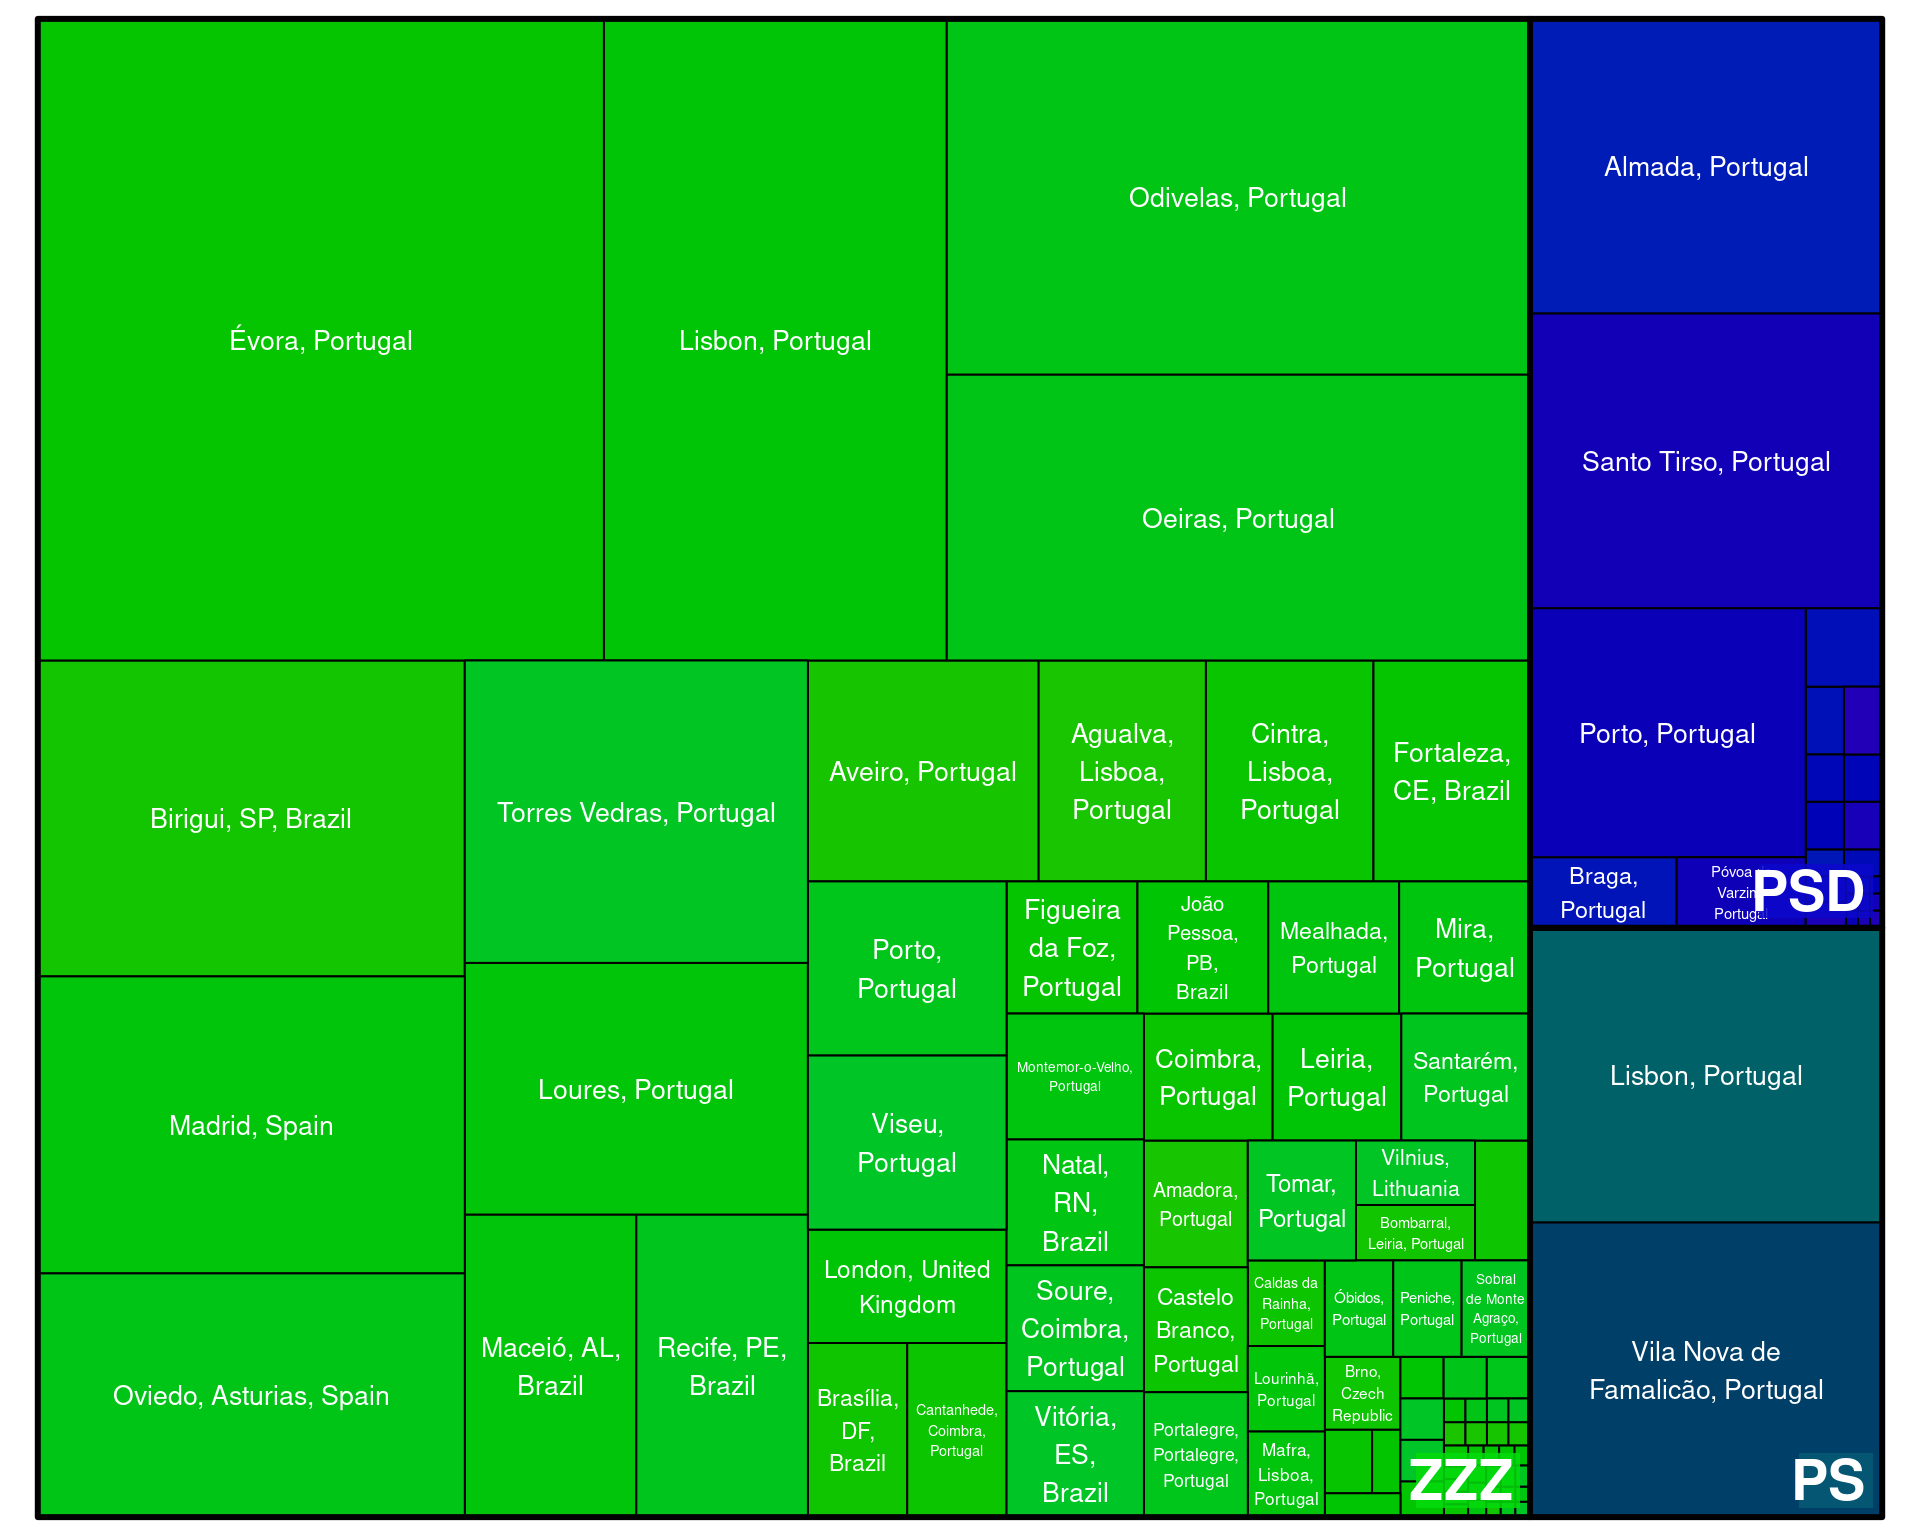 Évora, Portugal
Lisbon, Portugal
Odivelas, Portugal
Oeiras, Portugal
Birigui, SP, Brazil
Madrid, Spain
Oviedo, Asturias, Spain
Torres Vedras, Portugal
Loures, Portugal
Maceió, AL,
Brazil
Recife, PE,
Brazil
Aveiro, Portugal
Agualva,
Lisboa,
Portugal
Cintra,
Lisboa,
Portugal
Fortaleza,
CE, Brazil
Porto,
Portugal
Viseu,
Portugal
London, United
Kingdom
Brasília,
DF,
Brazil
Cantanhede,
Coimbra,
Portugal
Figueira
da Foz,
Portugal
João
Pessoa,
PB,
Brazil
Mealhada,
Portugal
Mira,
Portugal
Montemor-o-Velho,
Portugal
Coimbra,
Portugal
Leiria,
Portugal
Santarém,
Portugal
Natal,
RN,
Brazil
Soure,
Coimbra,
Portugal
Vitória,
ES,
Brazil
Amadora,
Portugal
Castelo
Branco,
Portugal
Portalegre,
Portalegre,
Portugal
Tomar,
Portugal
Vilnius,
Lithuania
Bombarral,
Leiria, Portugal
Caldas da
Rainha,
Portugal
Óbidos,
Portugal
Peniche,
Portugal
Sobral
de Monte
Agraço,
Portugal
Lourinhã,
Portugal
Brno,
Czech
Republic
Mafra,
Lisboa,
Portugal
ZZZ
Almada, Portugal
Santo Tirso, Portugal
Porto, Portugal
Braga,
Portugal
Póvoa
Varzim
Portugal
PSD
Lisbon, Portugal
Vila Nova de
Famalicão, Portugal
PS